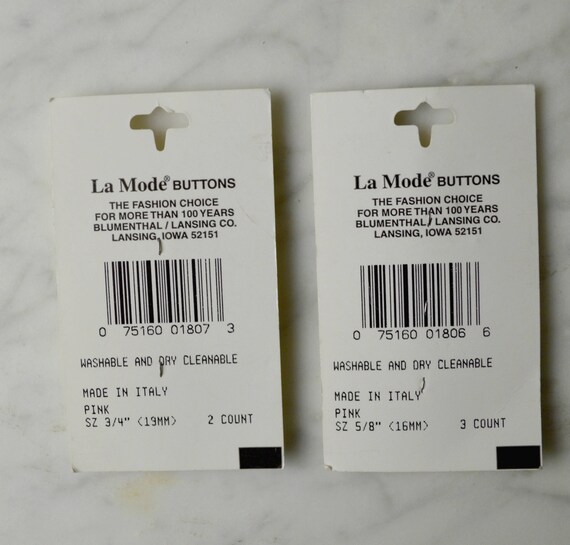 La Mode® BUTTONS
THE FASHION CHOICE
FOR MORE THAN 100 YEARS
BLUMENTHAL / LANSING CO.
LANSING, IOWA 52151
0 75160 01807 3
WASHABLE AND DRY CLEANABLE
MADE IN ITALY
PINK
SZ 3/4" <19MM> 2 COUNT
La Mode® BUTTONS
THE FASHION CHOICE
FOR MORE THAN 100 YEARS
BLUMENTHAL / LANSING CO.
LANSING, IOWA 52151
0 75160 01806 6
WASHABLE AND DRY CLEANABLE
MADE IN ITALY
PINK
SZ 5/8" <16MM> 3 COUNT